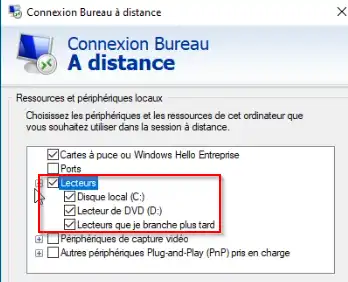 Connexion Bureau à distance
Connexion Bureau
A distance
Ressources et périphériques locaux
Choisissez les périphériques et les ressources de cet ordinateur que
vous souhaitez utiliser dans la session à distance.
Cartes à puce ou Windows Hello Entreprise
Ports
Lecteurs
Disque local (C:)
Lecteur de DVD (D:)
Lecteurs que je branche plus tard
Périphériques de capture vidéo
Autres périphériques Plug-and-Play (PnP) pris en charge